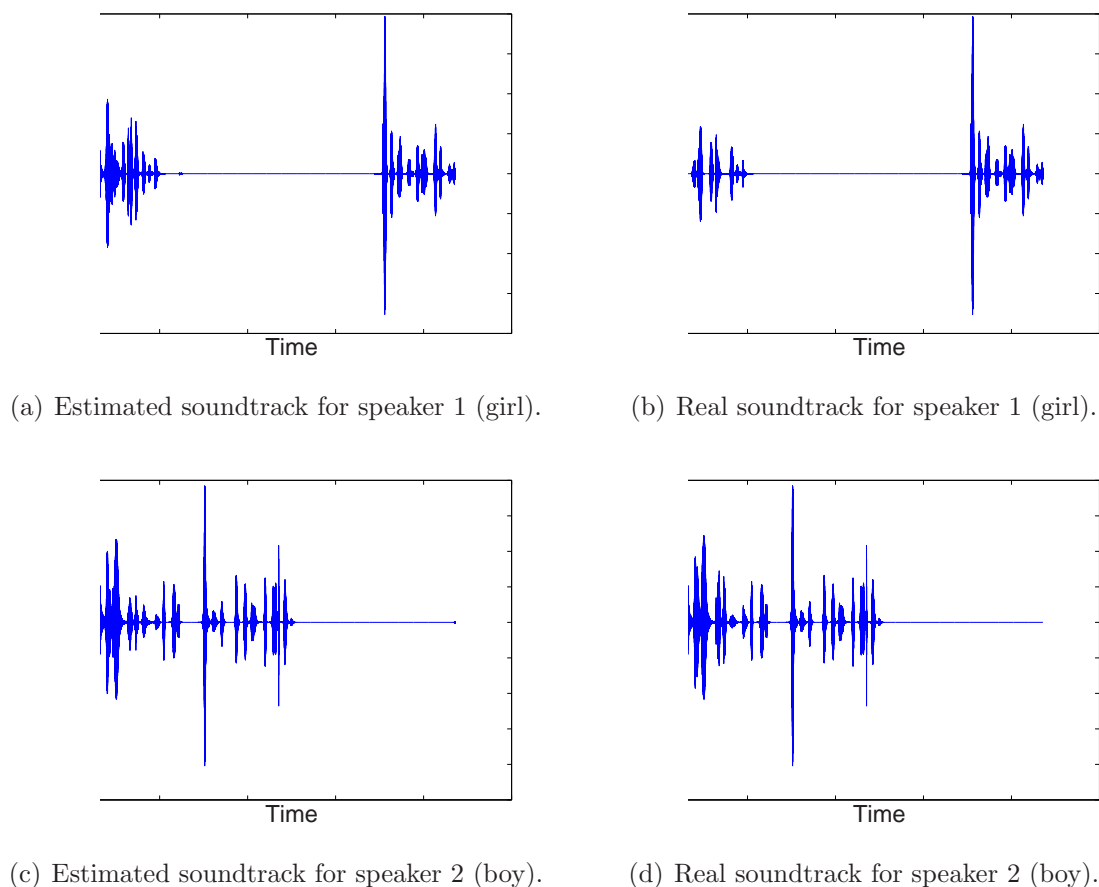 Time
Time
(a) Estimated soundtrack for speaker 1 (girl).
(b) Real soundtrack for speaker 1 (girl).
Time
Time
(c) Estimated soundtrack for speaker 2 (boy).
(d) Real soundtrack for speaker 2 (boy).